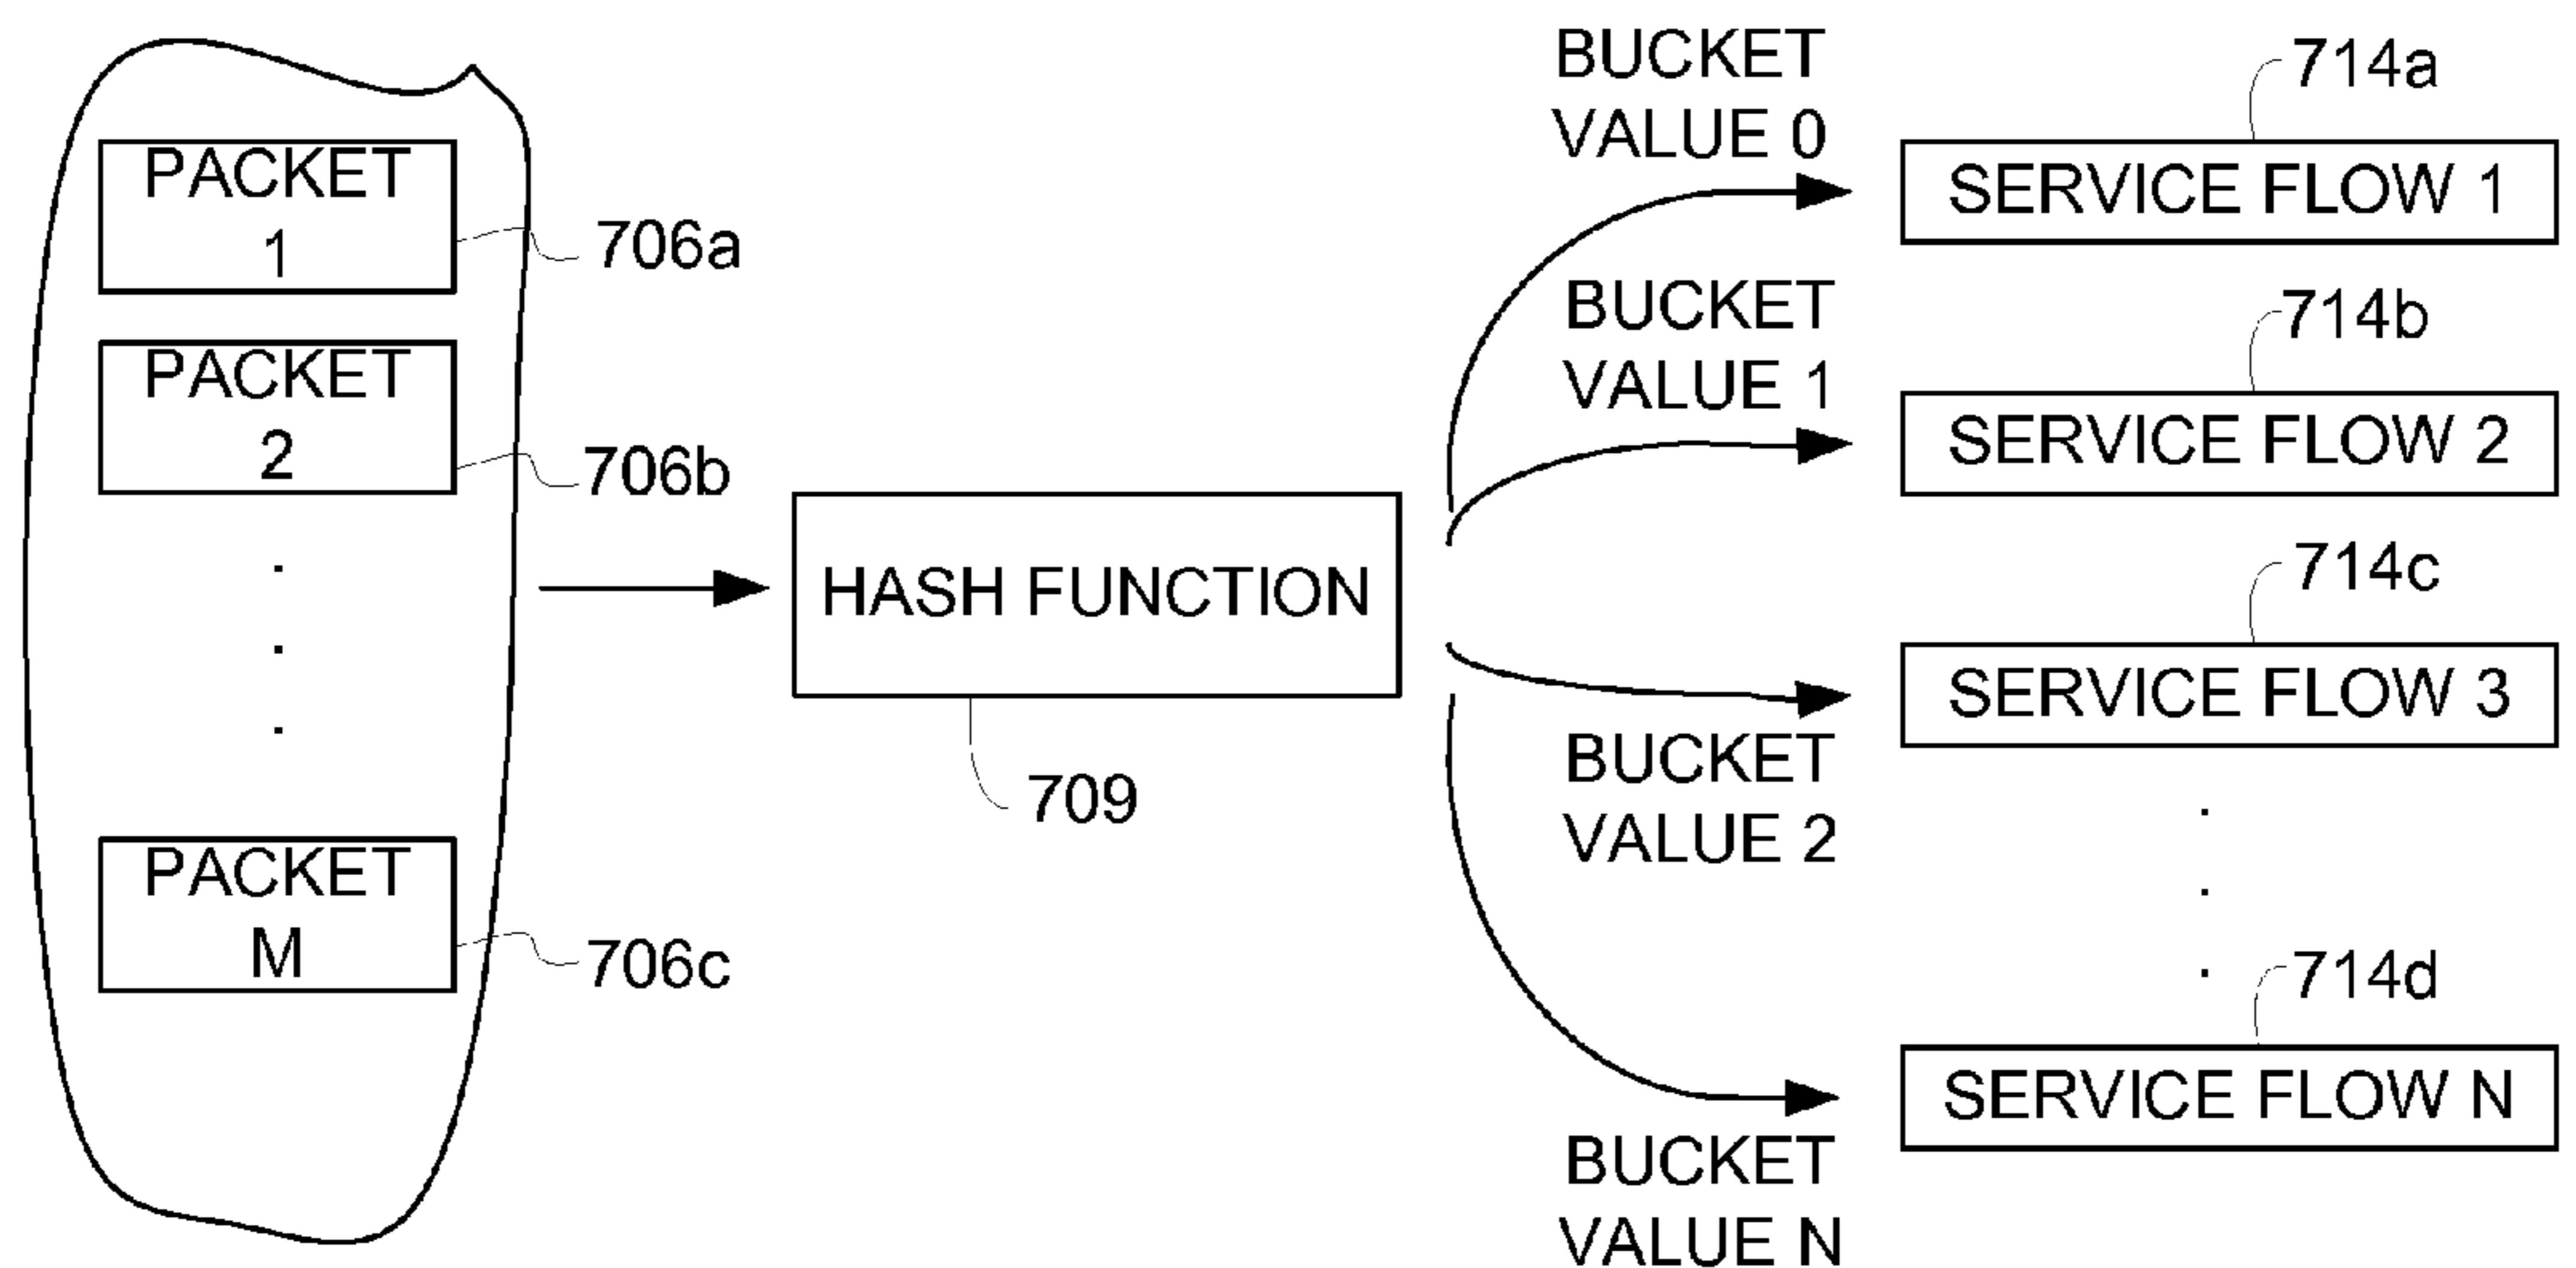 PACKET
1
706a
PACKET
2
706b
PACKET
M
706c
HASH FUNCTION
709
BUCKET
VALUE 0
BUCKET
VALUE 1
BUCKET
VALUE 2
BUCKET
VALUE N
714a
SERVICE FLOW 1
714b
SERVICE FLOW 2
714c
SERVICE FLOW 3
714d
SERVICE FLOW N